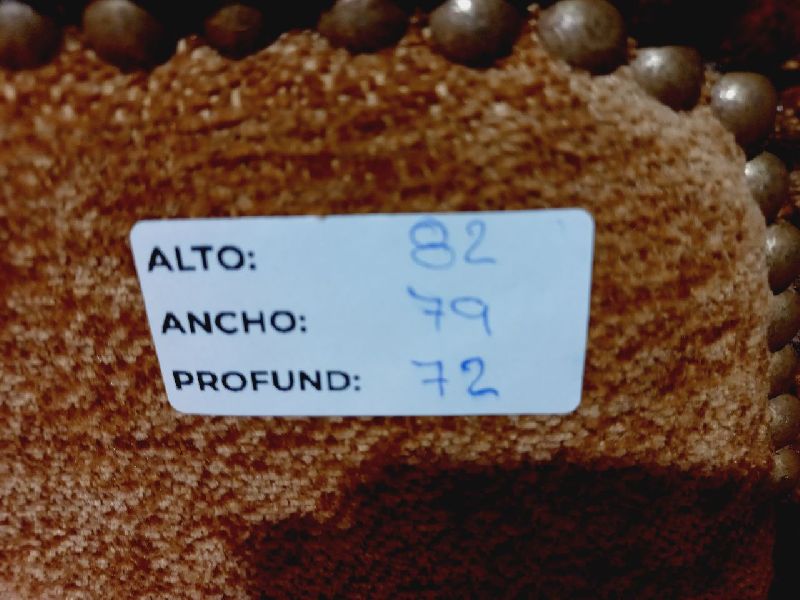 ALTO: 82
ANCHO: 79
PROFUND: 72